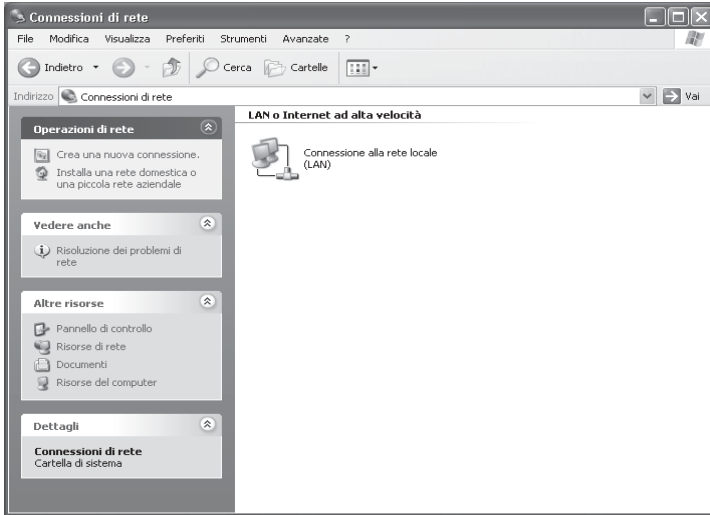 Connessioni di rete
File Modifica Visualizza Preferiti Strumenti Avanzate ?
Indietro Cerca Cartelle
Indirizzo Connessioni di rete Vai
Operazioni di rete
Crea una nuova connessione.
Installa una rete domestica o
una piccola rete aziendale
Vedere anche
Risoluzione dei problemi di
rete
Altre risorse
Pannello di controllo
Risorse di rete
Documenti
Risorse del computer
Dettagli
Connessioni di rete
Cartella di sistema
LAN o Internet ad alta velocità
Connessione alla rete locale
(LAN)